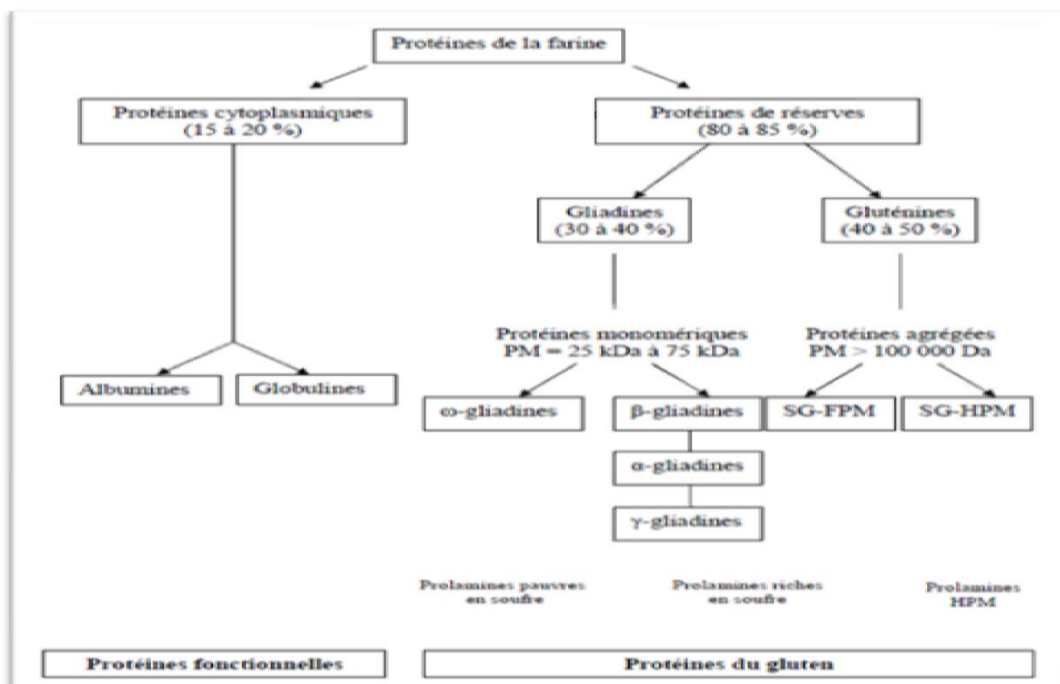 Protéines de la farine
Protéines cytoplasmiques
(15 à 20 %)
Protéines de réserves
(80 à 85 %)
Gliadines
(30 à 40 %)
Gluténines
(40 à 50 %)
Protéines monomériques
PM = 25 kDa à 75 kDa
Protéines agrégées
PM > 100 000 Da
Albumines
Globulines
ω-gliadines
β-gliadines
SG-FPM
SG-HPM
α-gliadines
γ-gliadines
Prolamines pauvres
en soufre
Prolamines riches
en soufre
Prolamines
HPM
Protéines fonctionnelles
Protéines du gluten